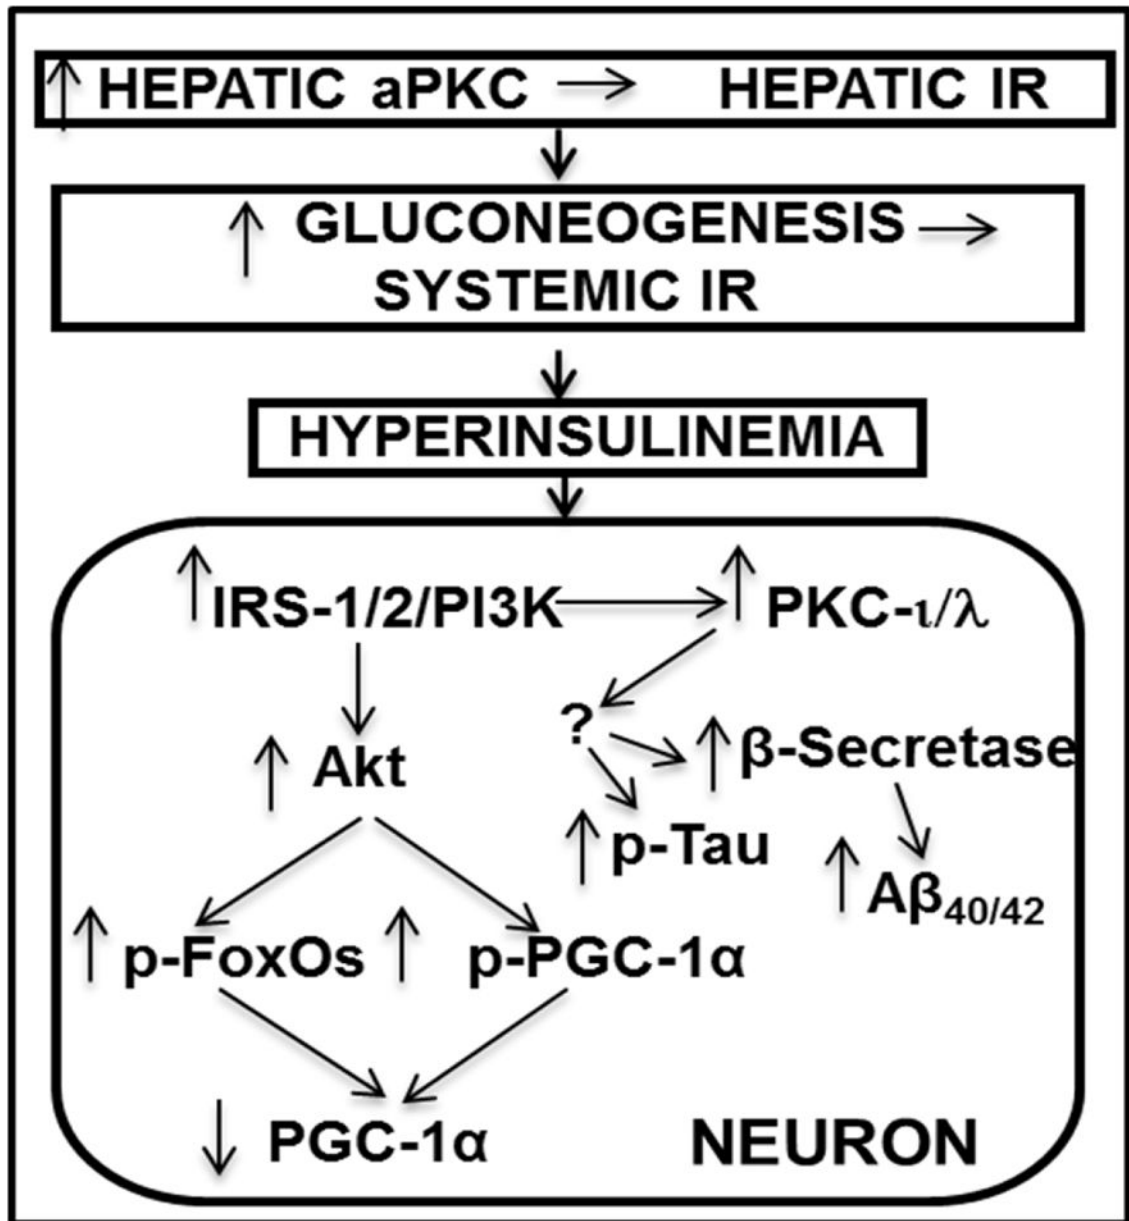 ↑ HEPATIC aPKC → HEPATIC IR
↑ GLUCONEOGENESIS →
SYSTEMIC IR
HYPERINSULINEMIA
↑ IRS-1/2/PI3K → ↑ PKC-ι/λ
?
↑ Akt
↑ β-Secretase
↑ p-Tau
↑ Aβ40/42
↑ p-FoxOs ↑ p-PGC-1α
↓ PGC-1α
NEURON